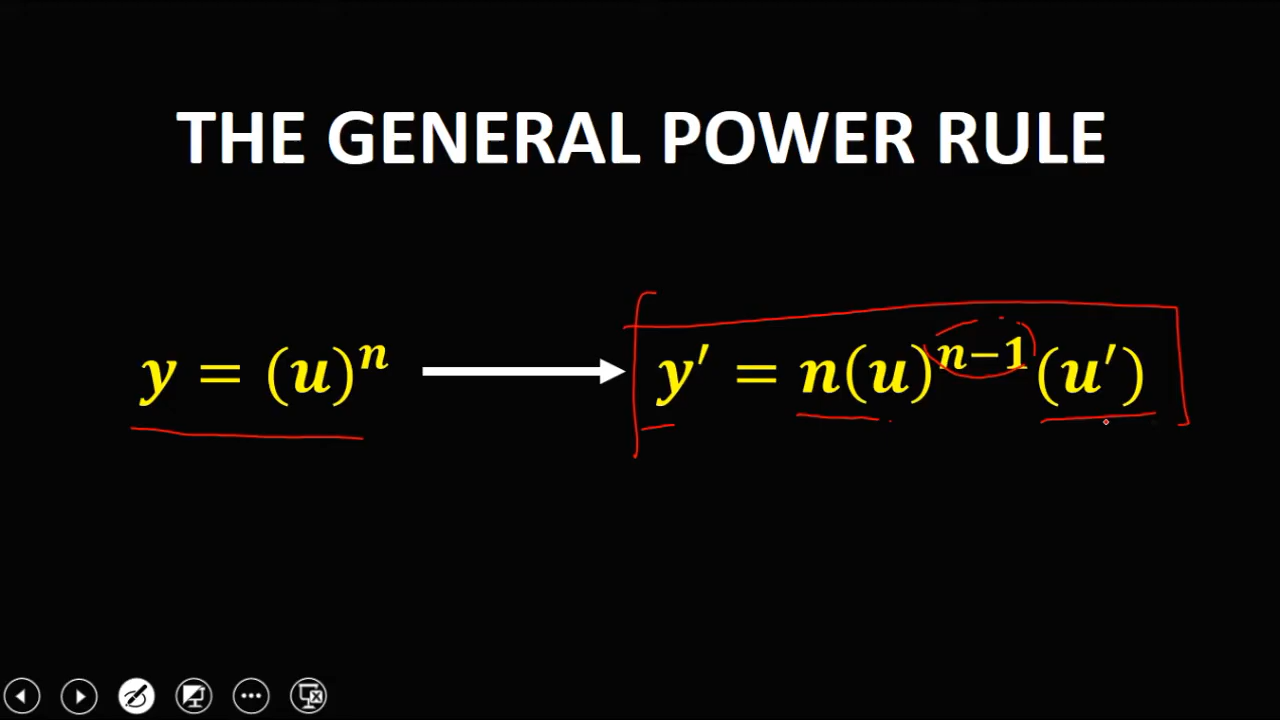 THE GENERAL POWER RULE
y = (u)ⁿ ⟶ y′ = n(u)ⁿ⁻¹(u′)